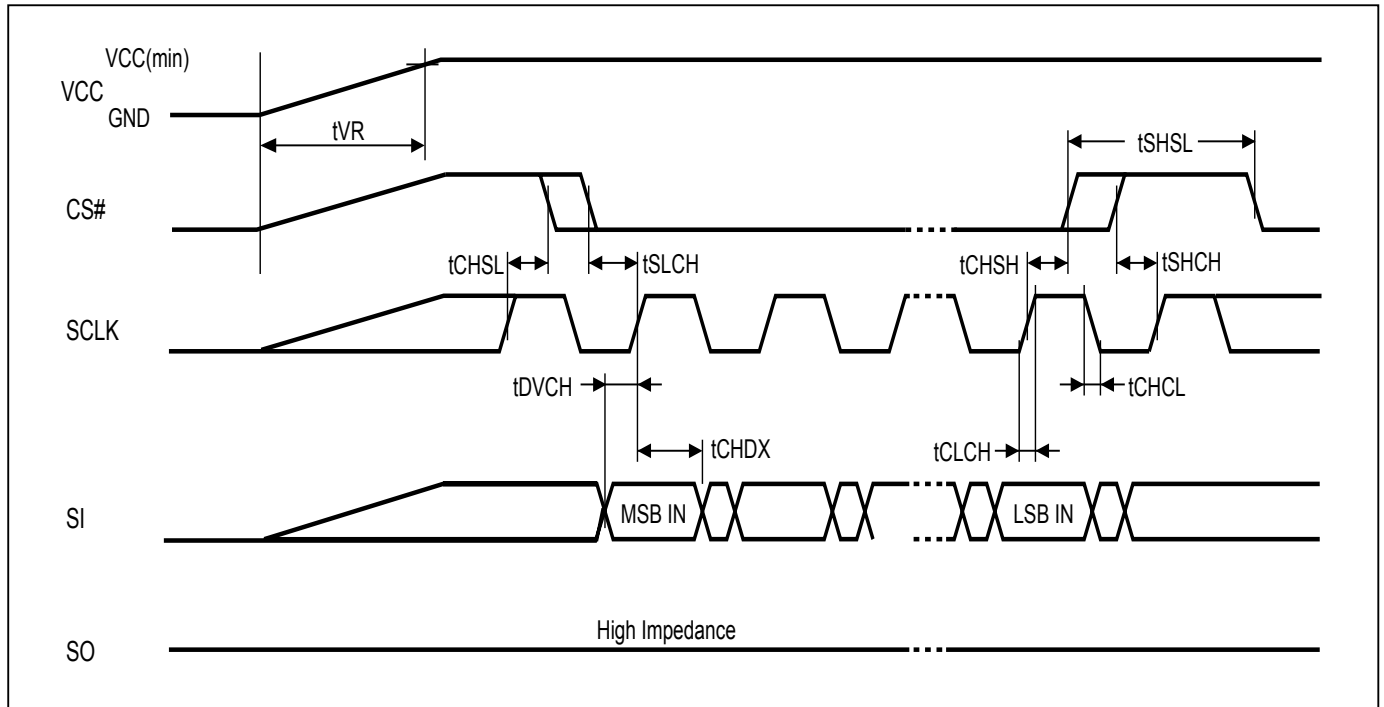 VCC(min)
VCC
GND
tVR
tSHSL
CS#
tCHSL
tSLCH
tCHSH
tSHCH
SCLK
tDVCH
tCHCL
tCHDX
tCLCH
SI
MSB IN
LSB IN
High Impedance
SO